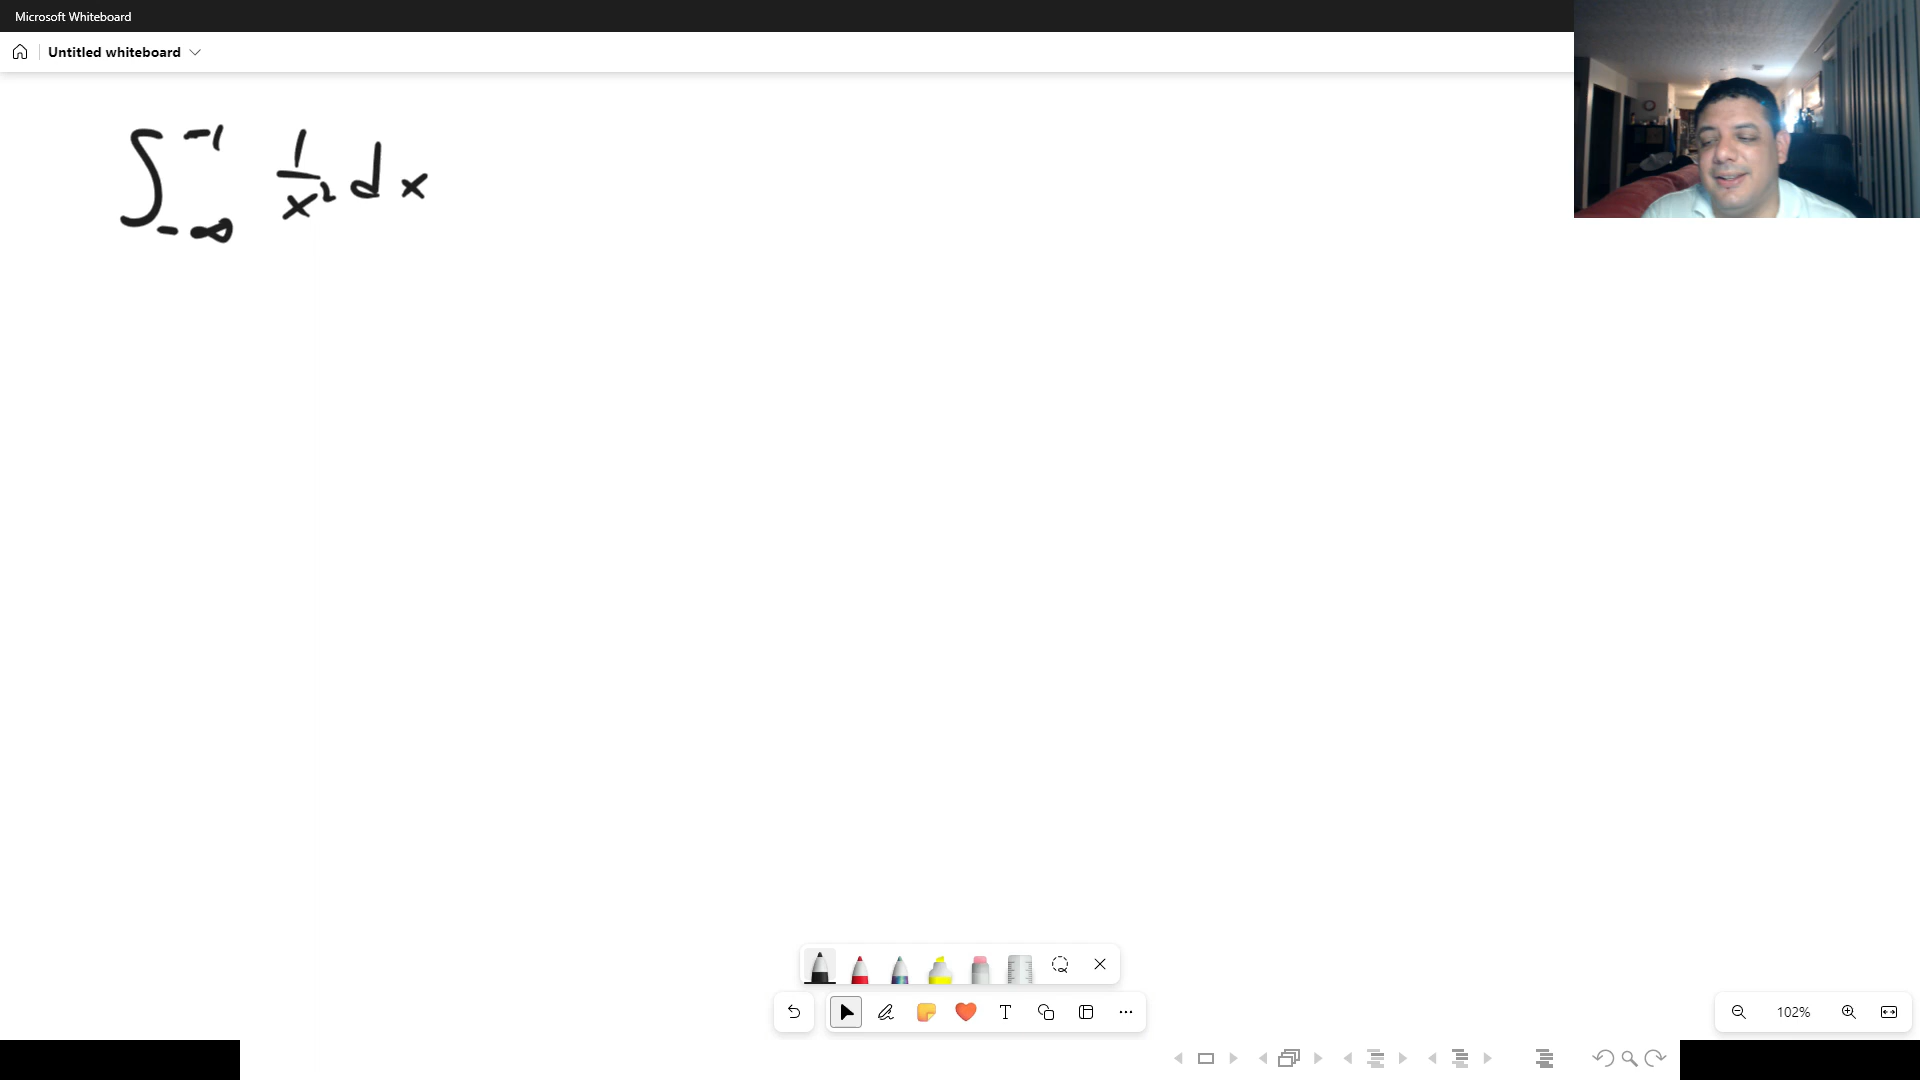 Microsoft Whiteboard
Untitled whiteboard
∫_{-∞}^{-1} 1/x² dx
T
102%